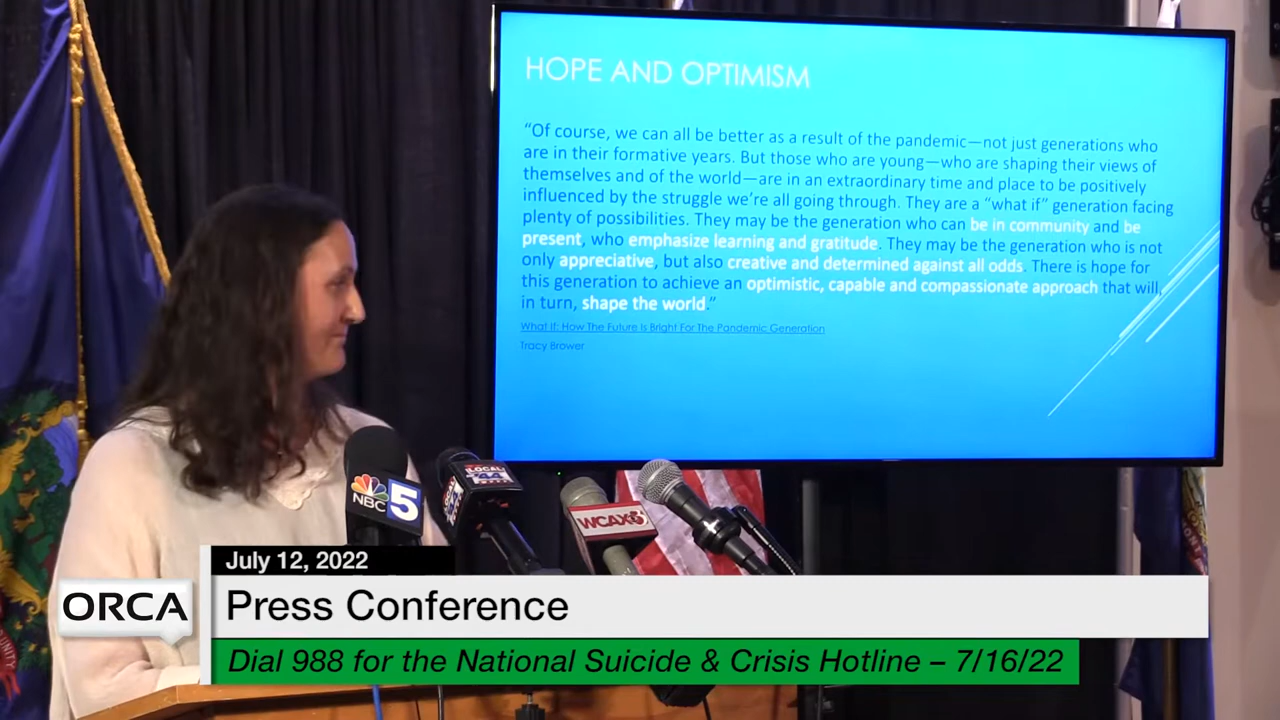 HOPE AND OPTIMISM
“Of course, we can all be better as a result of the pandemic—not just generations who
are in their formative years. But those who are young—who are shaping their views of
themselves and of the world—are in an extraordinary time and place to be positively
influenced by the struggle we’re all going through. They are a “what if” generation facing
plenty of possibilities. They may be the generation who can be in community and be
present, who emphasize learning and gratitude. They may be the generation who is not
only appreciative, but also creative and determined against all odds. There is hope for
this generation to achieve an optimistic, capable and compassionate approach that will,
in turn, shape the world.”
What If: How The Future Is Bright For The Pandemic Generation
Tracy Brower
NBC 5
LOCAL
44
WCAX3
July 12, 2022
ORCA
Press Conference
Dial 988 for the National Suicide & Crisis Hotline – 7/16/22